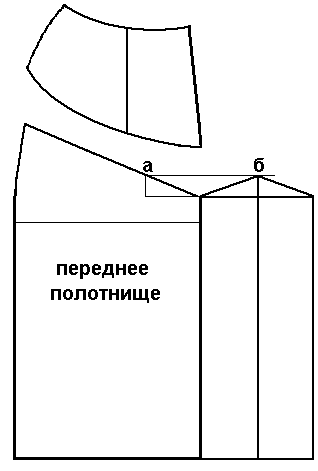 а б
переднее
полотнище